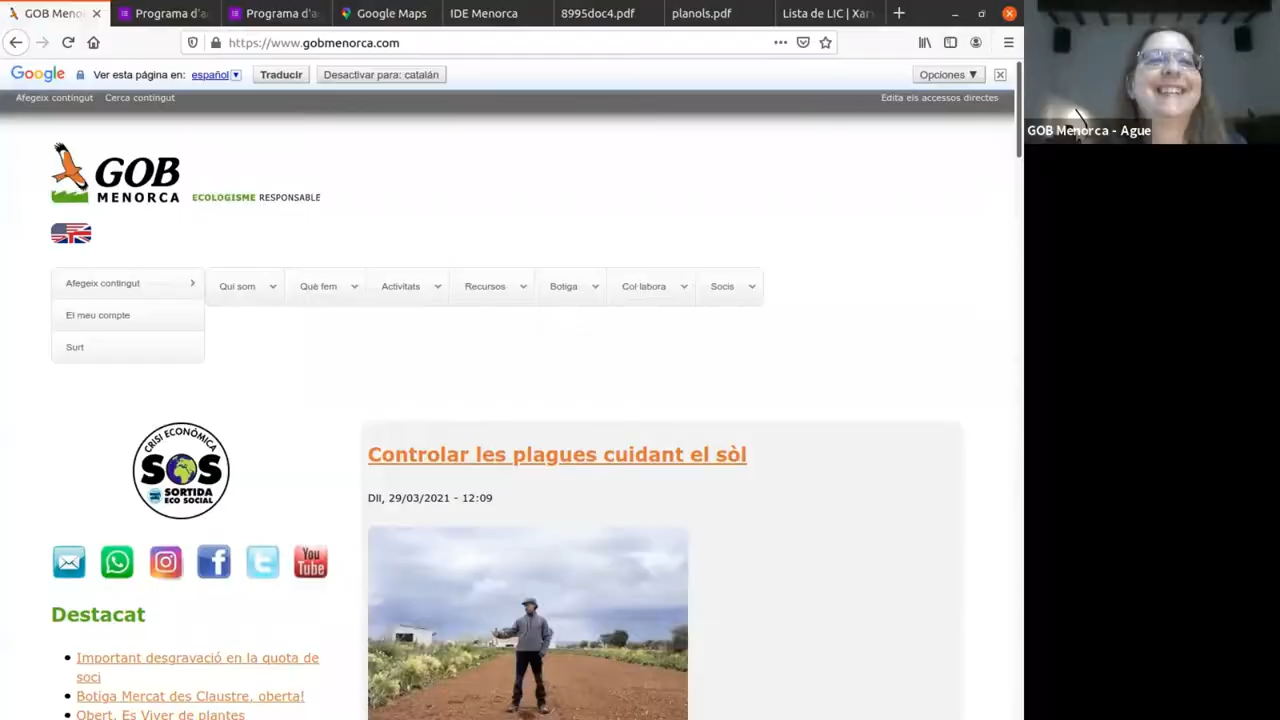 GOB Meno
Programa d'a
Programa d'a
Google Maps
IDE Menorca
8995doc4.pdf
planols.pdf
Lista de LIC | Xar
https://www.gobmenorca.com
Google Ver esta página en: español Traducir Desactivar para: catalán Opciones ▼
Afegeix contingut Cerca contingut Edita els accessos directes
GOB Menorca - Ague
GOB
MENORCA ECOLOGISME RESPONSABLE
Afegeix contingut
Qui som
Què fem
Activitats
Recursos
Botiga
Col·labora
Socis
El meu compte
Surt
CRISI ECONÒMICA
SOS
SORTIDA
ECO SOCIAL
Controlar les plagues cuidant el sòl
Dll, 29/03/2021 - 12:09
You
Tube
Destacat
Important desgravació en la quota de
soci
Botiga Mercat des Claustre, oberta!
Obert, Es Viver de plantes